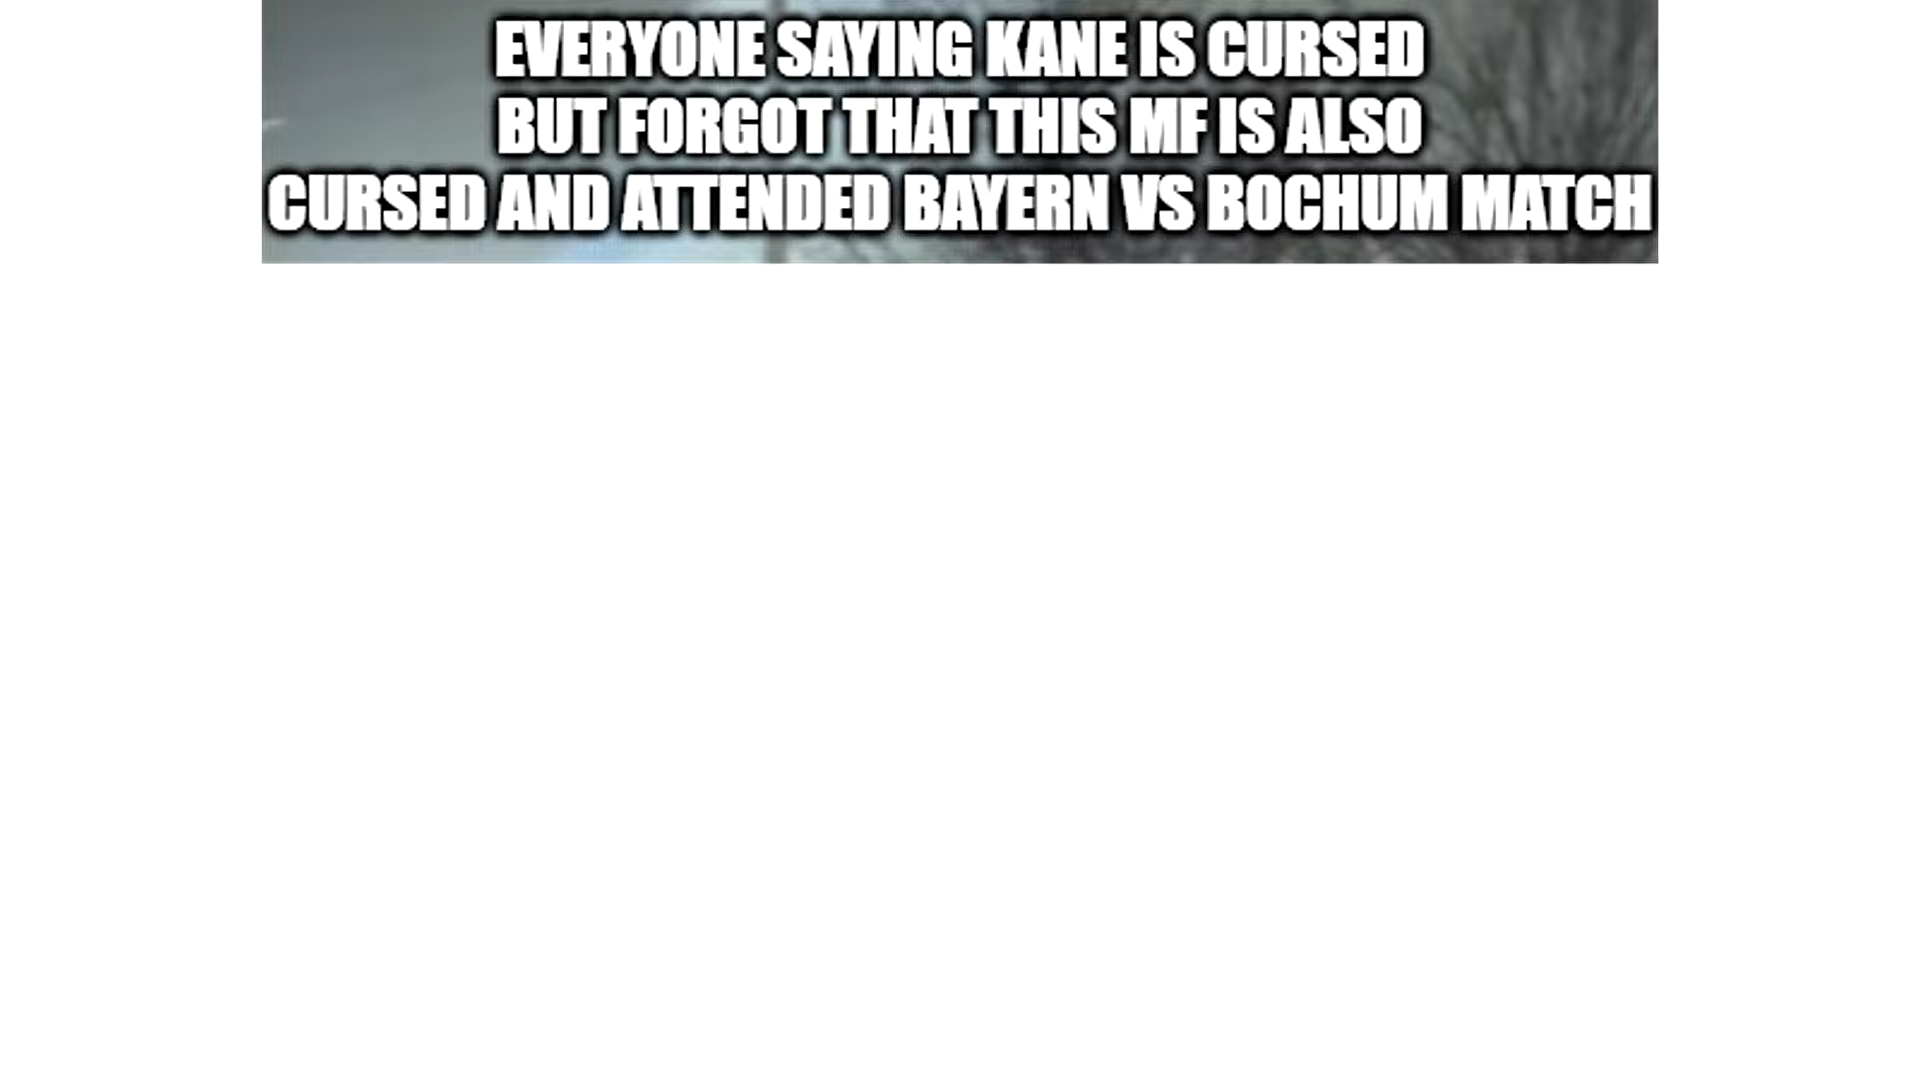 EVERYONE SAYING KANE IS CURSED
BUT FORGOT THAT THIS MF IS ALSO
CURSED AND ATTENDED BAYERN VS BOCHUM MATCH